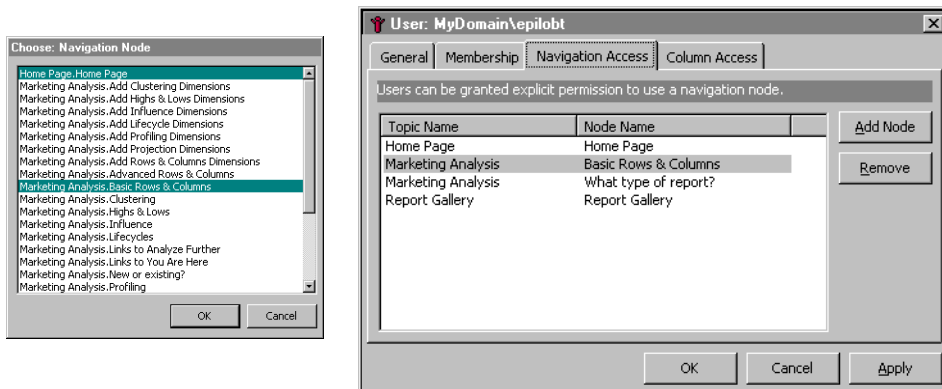 Choose: Navigation Node
Home Page.Home Page
Marketing Analysis.Add Clustering Dimensions
Marketing Analysis.Add Highs & Lows Dimensions
Marketing Analysis.Add Influence Dimensions
Marketing Analysis.Add Lifecycle Dimensions
Marketing Analysis.Add Profiling Dimensions
Marketing Analysis.Add Projection Dimensions
Marketing Analysis.Add Rows & Columns Dimensions
Marketing Analysis.Advanced Rows & Columns
Marketing Analysis.Basic Rows & Columns
Marketing Analysis.Clustering
Marketing Analysis.Highs & Lows
Marketing Analysis.Influence
Marketing Analysis.Lifecycles
Marketing Analysis.Links to Analyze Further
Marketing Analysis.Links to You Are Here
Marketing Analysis.New or existing?
Marketing Analysis.Profiling
OK Cancel
User: MyDomain\epilobt
General Membership Navigation Access Column Access
Users can be granted explicit permission to use a navigation node.
Topic Name Node Name
Home Page Home Page
Marketing Analysis Basic Rows & Columns
Marketing Analysis What type of report?
Report Gallery Report Gallery
Add Node
Remove
OK Cancel Apply